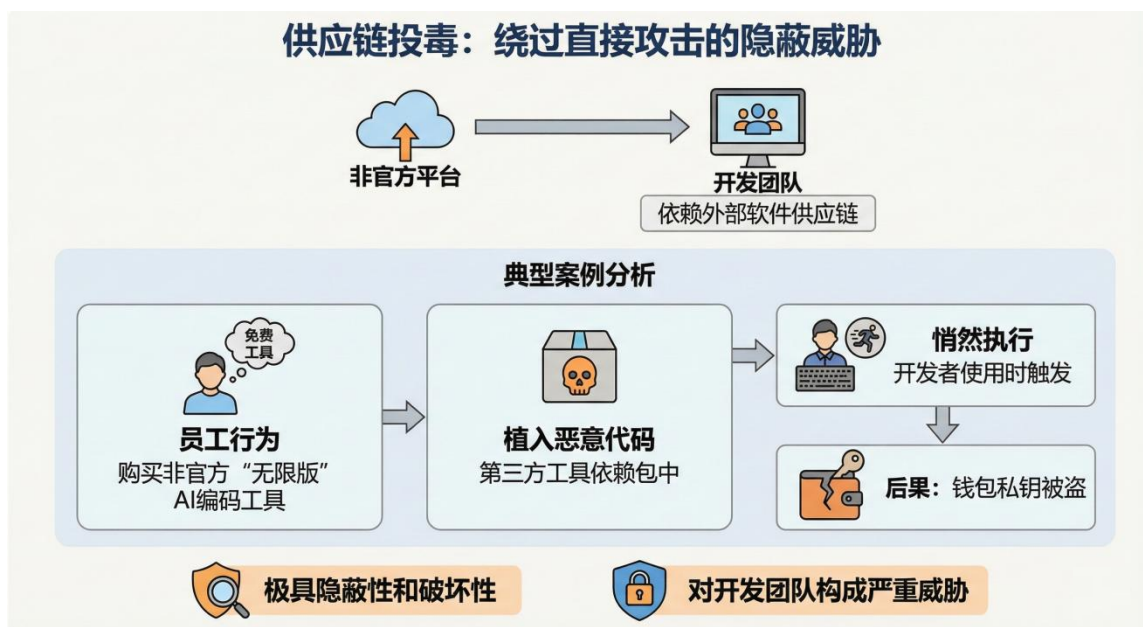 供应链投毒：绕过直接攻击的隐蔽威胁
非官方平台
开发团队
依赖外部软件供应链
典型案例分析
免费
工具
员工行为
购买非官方“无限版”
AI编码工具
植入恶意代码
第三方工具依赖包中
悄然执行
开发者使用时触发
后果：钱包私钥被盗
极具隐蔽性和破坏性
对开发团队构成严重威胁